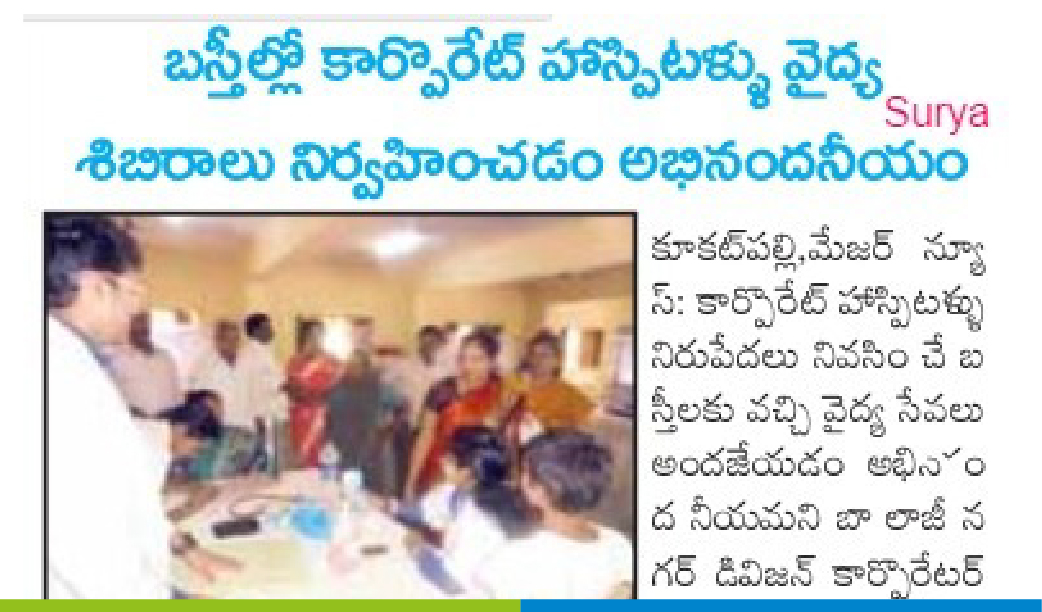 బస్తీల్లో కార్పొరేట్ హాస్పిటళ్ళు వైద్య
Surya
శిబిరాలు నిర్వహించడం అభినందనీయం
కూకట్‌పల్లి,మేజర్ న్యూ
స్: కార్పొరేట్ హాస్పిటళ్ళు
నిరుపేదలు నివసిం చే బ
స్తీలకు వచ్చి వైద్య సేవలు
అందజేయడం అభినం
ద నీయమని బా లాజీ న
గర్ డివిజన్ కార్పొరేటర్